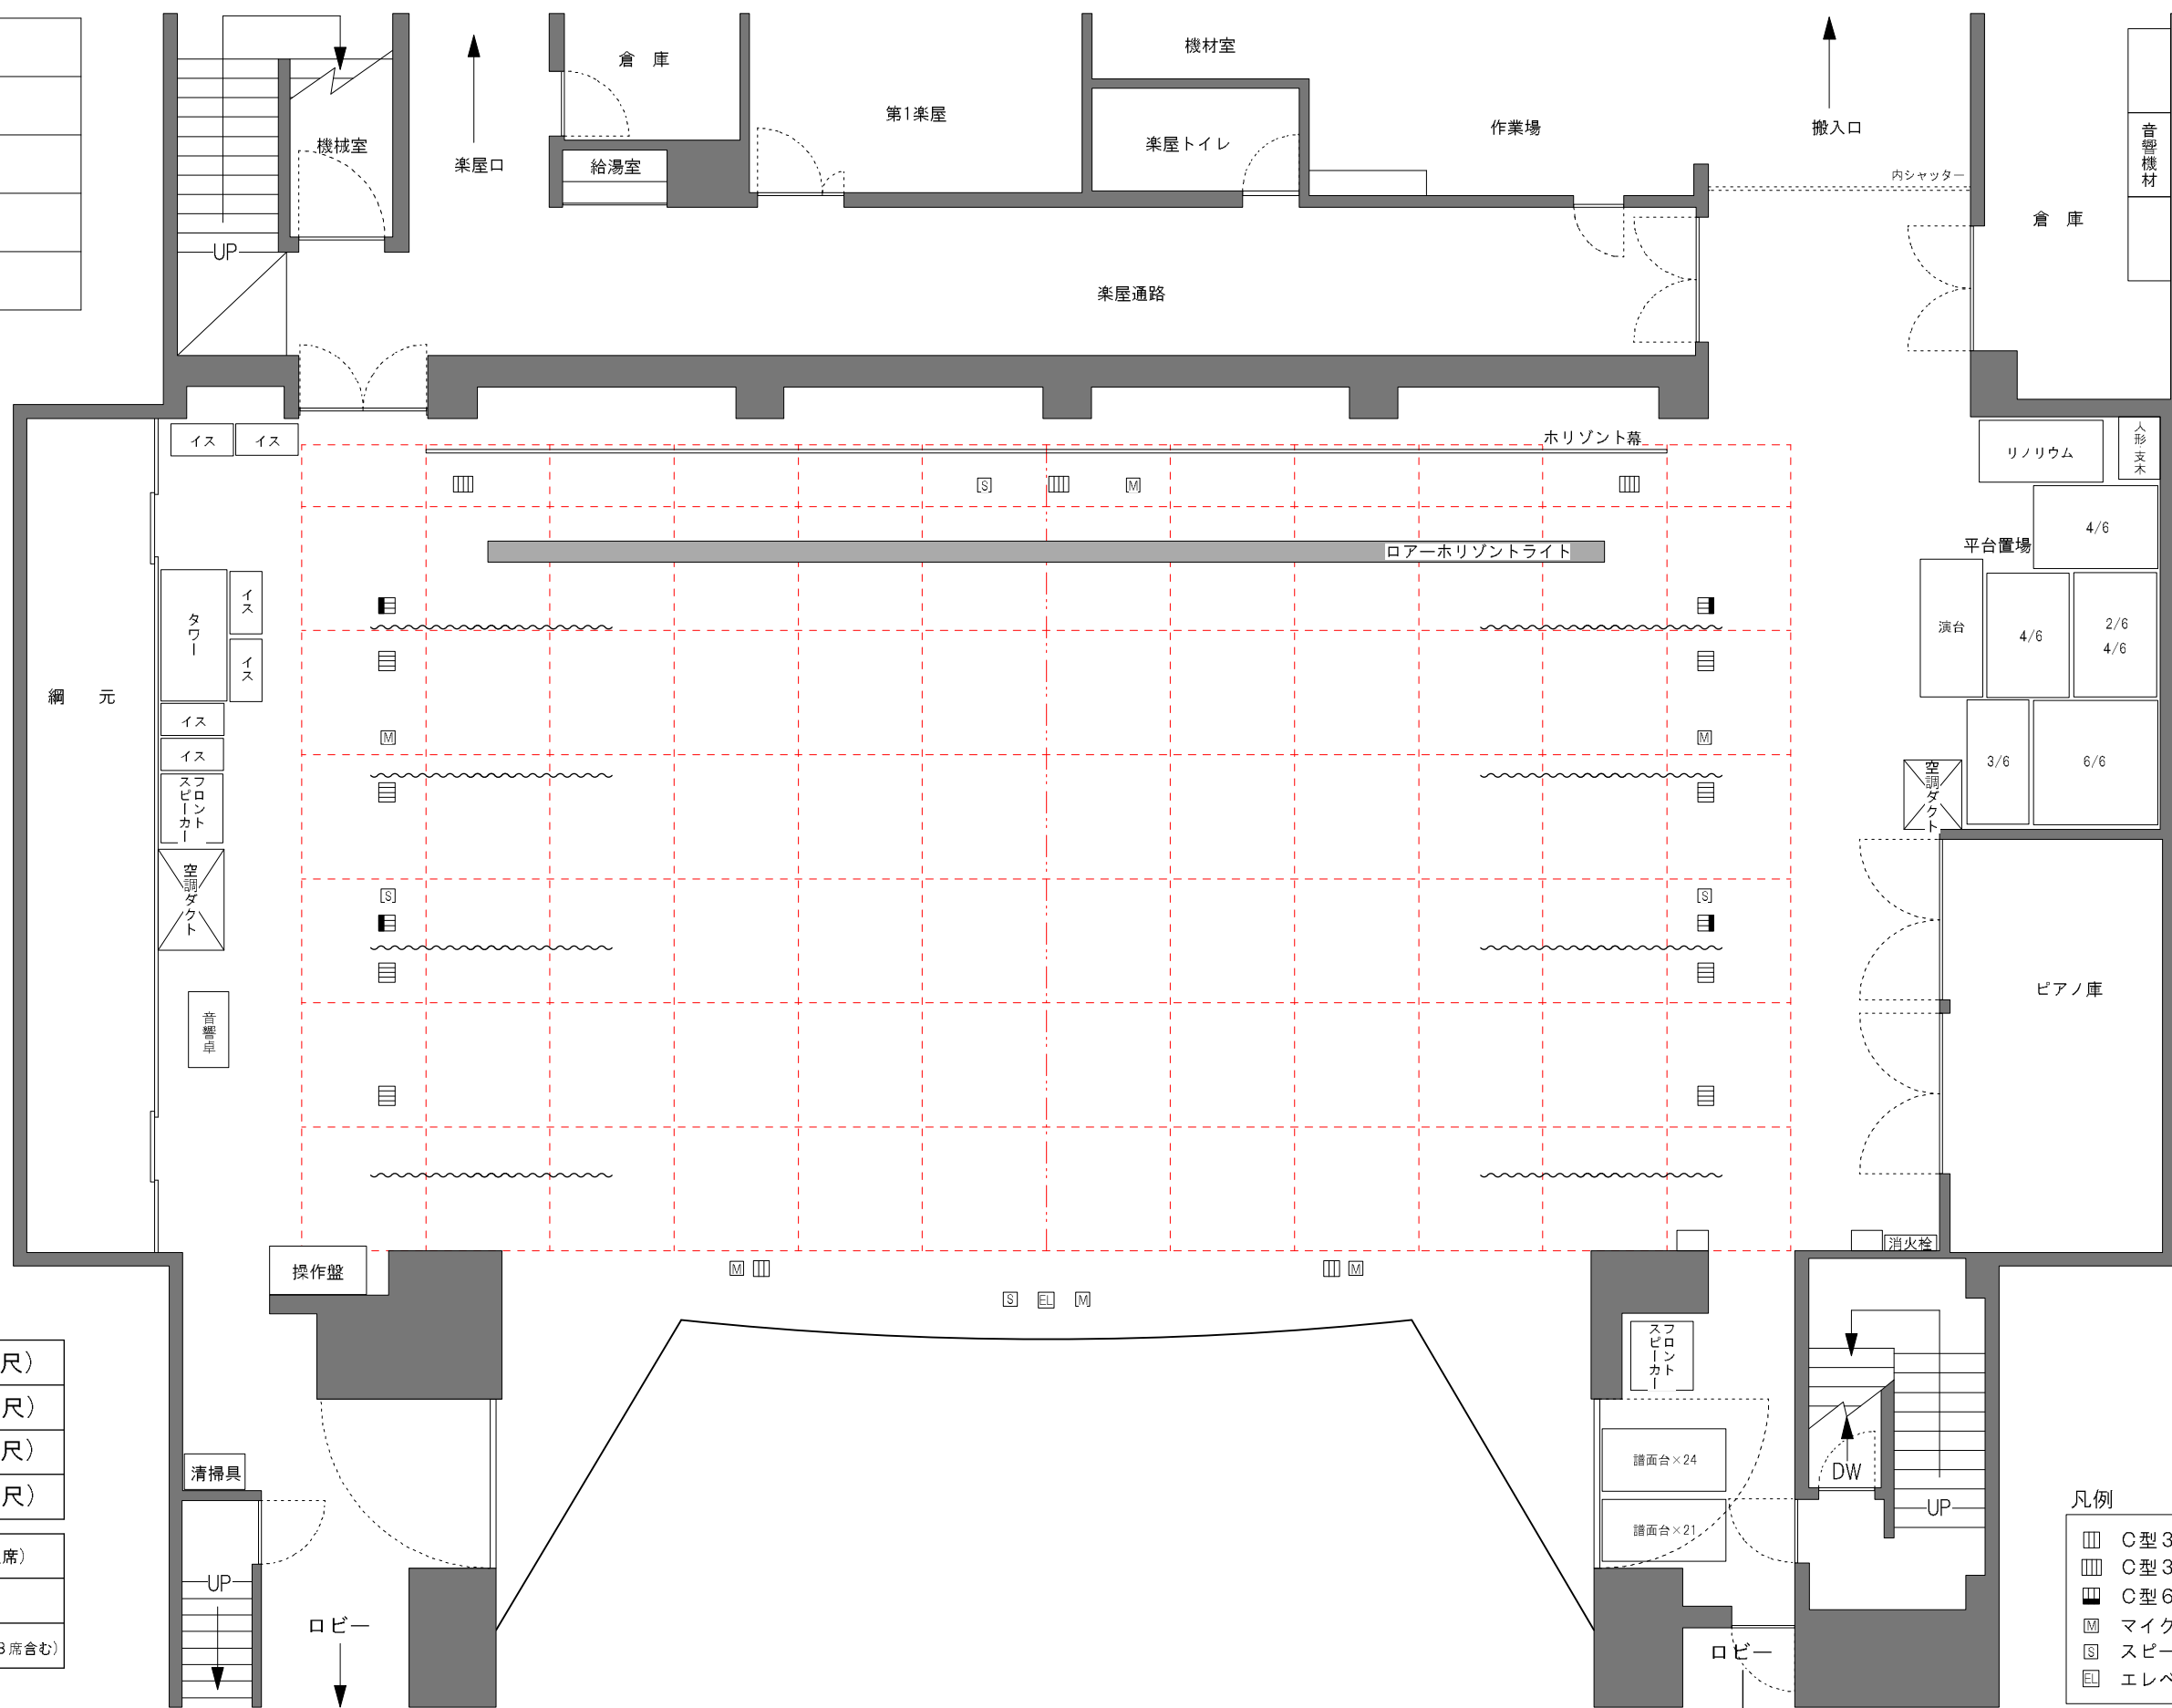 倉 庫
機材室
第1楽屋
機械室
楽屋口
給湯室
楽屋トイレ
作業場
搬入口
音響機材
内シャッター
倉 庫
UP
楽屋通路
イス
イス
ホリゾント幕
リノリウム
人形支木
4/6
平台置場
ロアーホリゾントライト
タワー
イス
イス
演台
4/6
2/6
4/6
綱 元
イス
イス
フロント
スピーカー
空調ダクト
3/6
6/6
空調ダクト
S
M
M
M
S
S
音響卓
ピアノ庫
消火栓
操作盤
M
M
S
EL
M
フロント
スピーカー
尺）
尺）
尺）
尺）
席）
3席含む）
清掃具
譜面台×24
譜面台×21
DW
UP
UP
ロビー
ロビー
凡例
C型3
C型3
C型6
M マイク
S スピー
EL エレベ